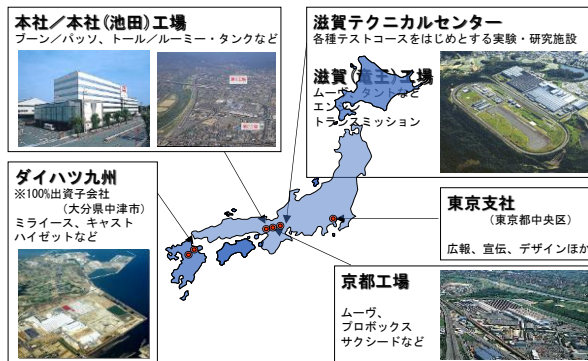 本社／本社(池田)工場
ブーン／パッソ、トール／ルーミー・タンクなど
滋賀テクニカルセンター
各種テストコースをはじめとする実験・研究施設
滋賀(竜王)工場
ムーヴ、タントなど
エンジン
トランスミッション
ダイハツ九州
※100%出資子会社
（大分県中津市）
ミライース、キャスト
ハイゼットなど
東京支社
（東京都中央区）
広報、宣伝、デザインほか
京都工場
ムーヴ、
プロボックス
サクシードなど